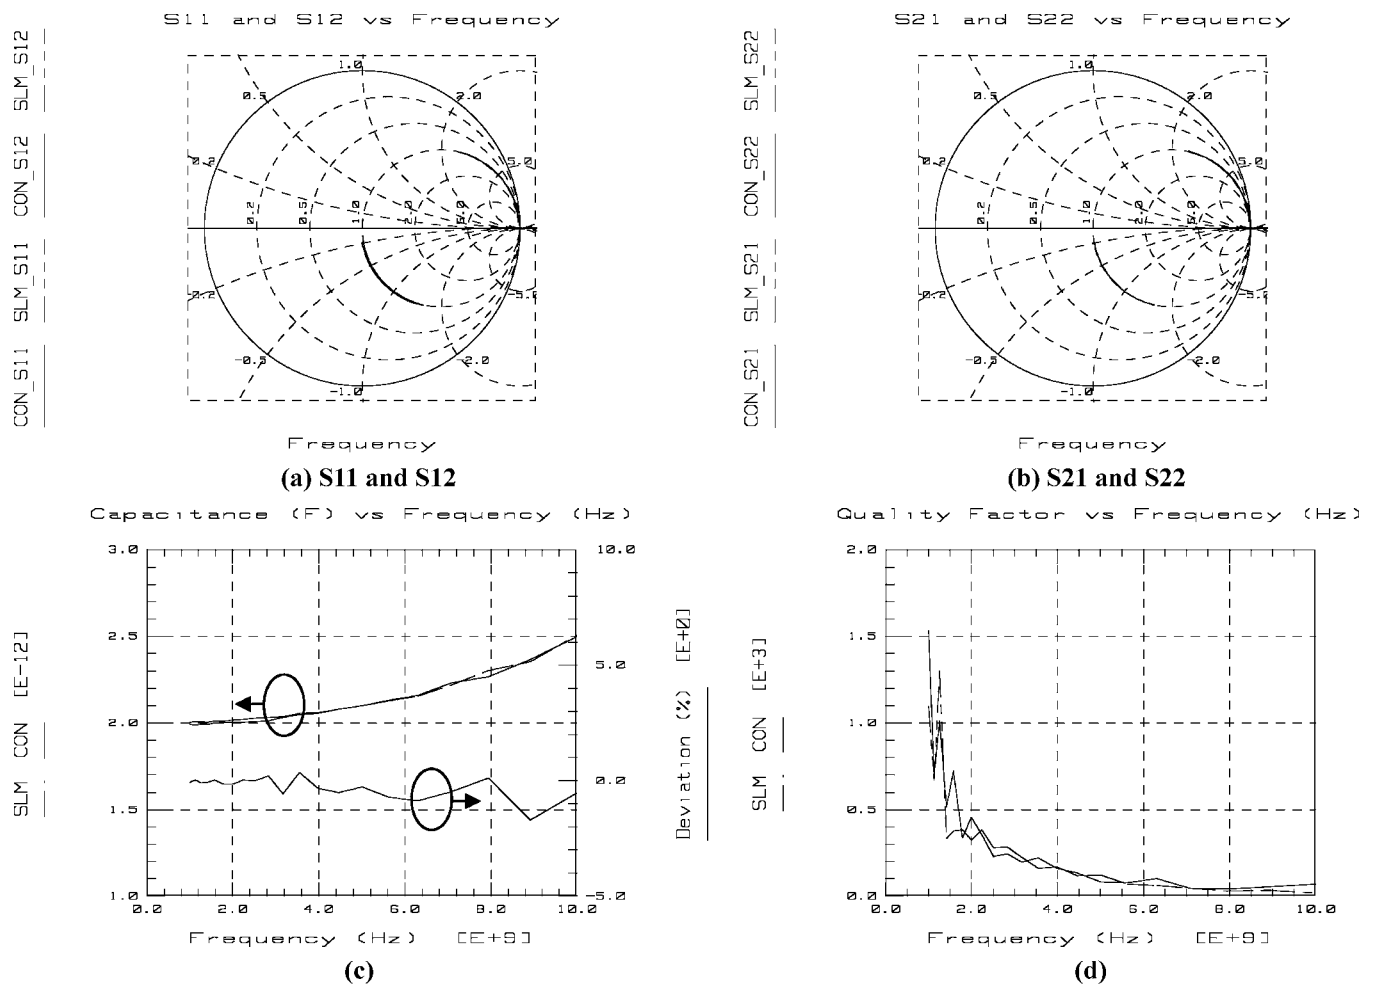 S11 and S12 vs Frequency
CON_S11 SLM_S11 CON_S12 SLM_S12
1.0
0.5
2.0
0.2
5.0
0.2 0.5 1.0 2.0 5.0
-0.2
-5.0
-0.5
-2.0
-1.0
Frequency
(a) S11 and S12
S21 and S22 vs Frequency
CON_S21 SLM_S21 CON_S22 SLM_S22
1.0
0.5
2.0
0.2
5.0
0.2 0.5 1.0 2.0 5.0
-0.2
-5.0
-0.5
-2.0
-1.0
Frequency
(b) S21 and S22
Capacitance (F) vs Frequency (Hz)
SLM CON [E-12]
3.0
2.5
2.0
1.5
1.0
10.0
5.0
0.0
-5.0
Deviation (%) [E+0]
0.0 2.0 4.0 6.0 8.0 10.0
Frequency (Hz) [E+9]
(c)
Quality Factor vs Frequency (Hz)
SLM CON [E+3]
2.0
1.5
1.0
0.5
0.0
0.0 2.0 4.0 6.0 8.0 10.0
Frequency (Hz) [E+9]
(d)